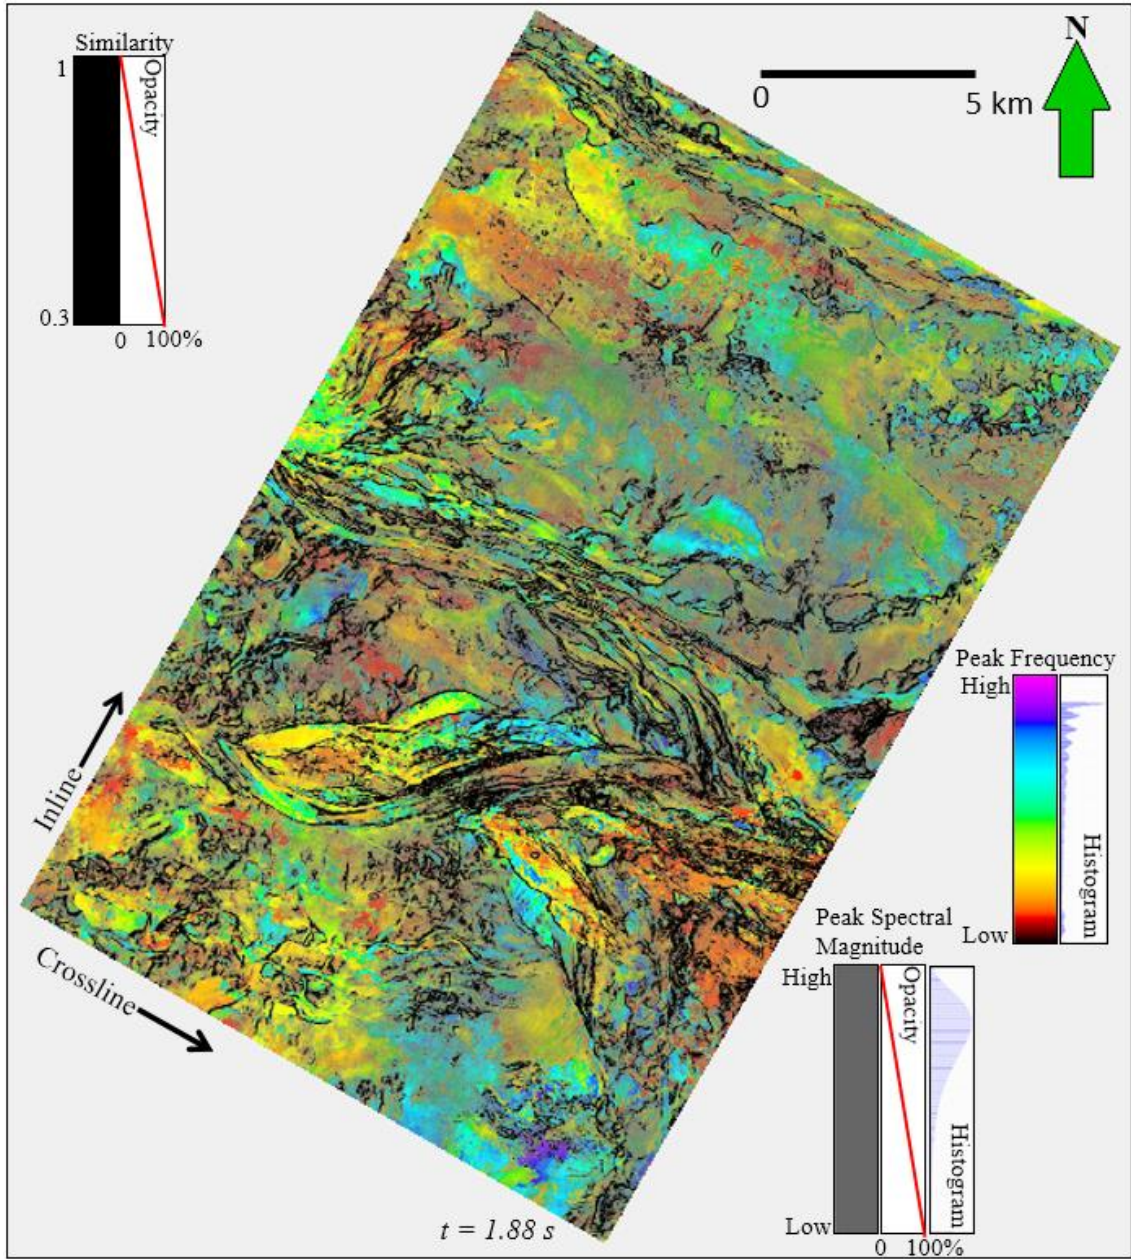 Similarity
1
Opacity
0.3
0 100%
N
0 5 km
Inline
Crossline
Peak Frequency
High
Histogram
Low
Peak Spectral
Magnitude
High
Opacity
Histogram
Low
0 100%
t = 1.88 s